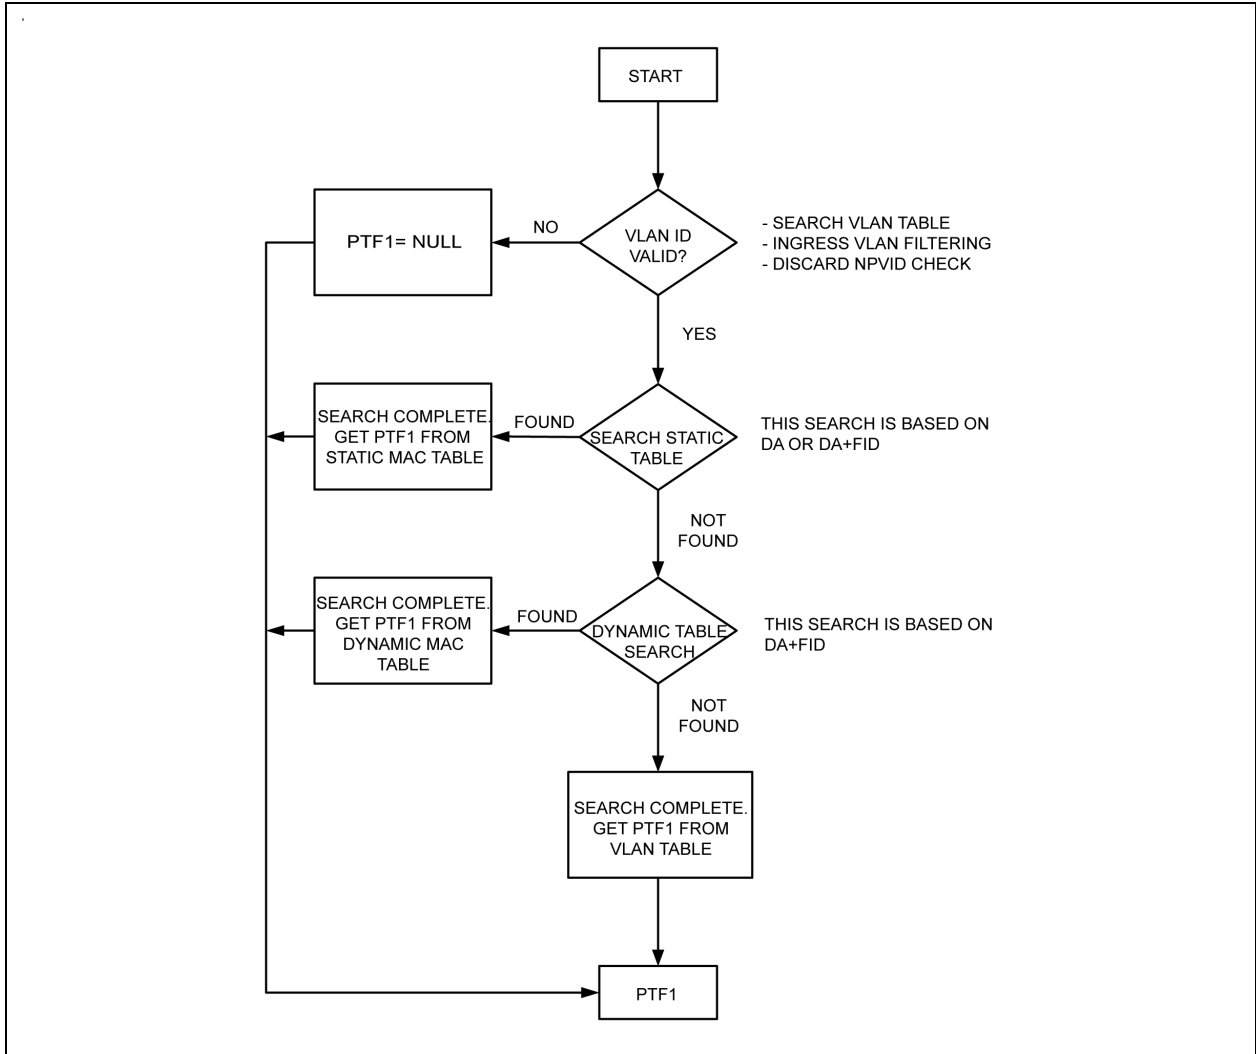 START
NO
VLAN ID
VALID?
PTF1= NULL
- SEARCH VLAN TABLE
- INGRESS VLAN FILTERING
- DISCARD NPVID CHECK
YES
SEARCH COMPLETE.
GET PTF1 FROM
STATIC MAC TABLE
FOUND
SEARCH STATIC
TABLE
THIS SEARCH IS BASED ON
DA OR DA+FID
NOT
FOUND
SEARCH COMPLETE.
GET PTF1 FROM
DYNAMIC MAC
TABLE
FOUND
DYNAMIC TABLE
SEARCH
THIS SEARCH IS BASED ON
DA+FID
NOT
FOUND
SEARCH COMPLETE.
GET PTF1 FROM
VLAN TABLE
PTF1